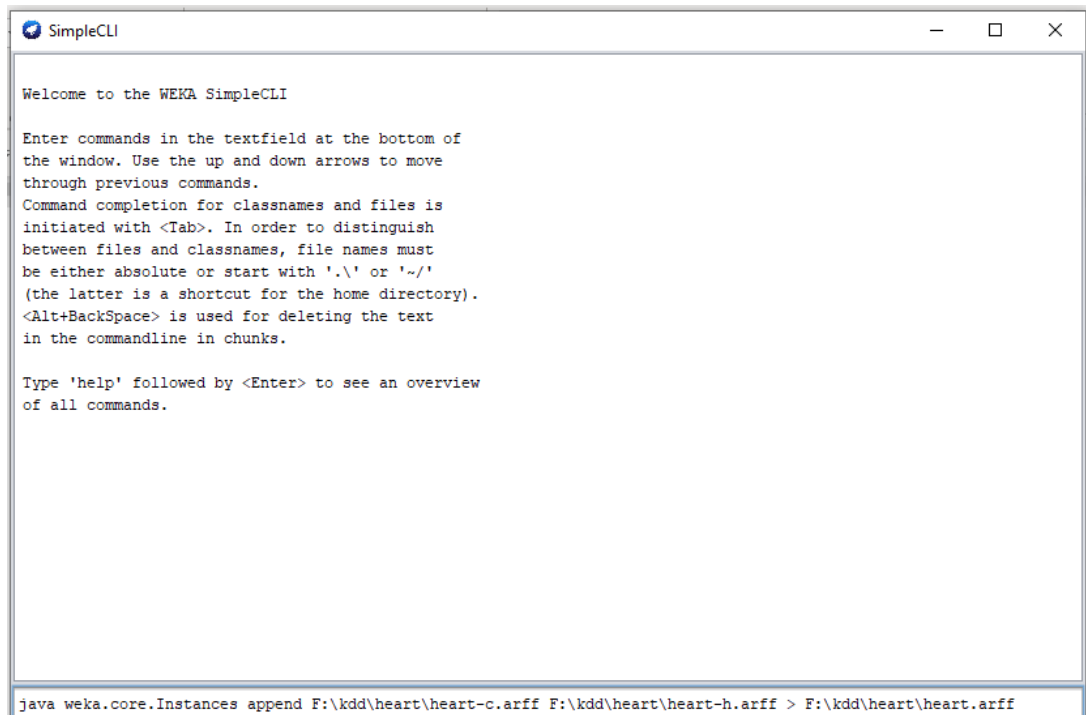 SimpleCLI
Welcome to the WEKA SimpleCLI
Enter commands in the textfield at the bottom of
the window. Use the up and down arrows to move
through previous commands.
Command completion for classnames and files is
initiated with <Tab>. In order to distinguish
between files and classnames, file names must
be either absolute or start with '.\' or '~/'
(the latter is a shortcut for the home directory).
<Alt+BackSpace> is used for deleting the text
in the commandline in chunks.
Type 'help' followed by <Enter> to see an overview
of all commands.
java weka.core.Instances append F:\kdd\heart\heart-c.arff F:\kdd\heart\heart-h.arff > F:\kdd\heart\heart.arff